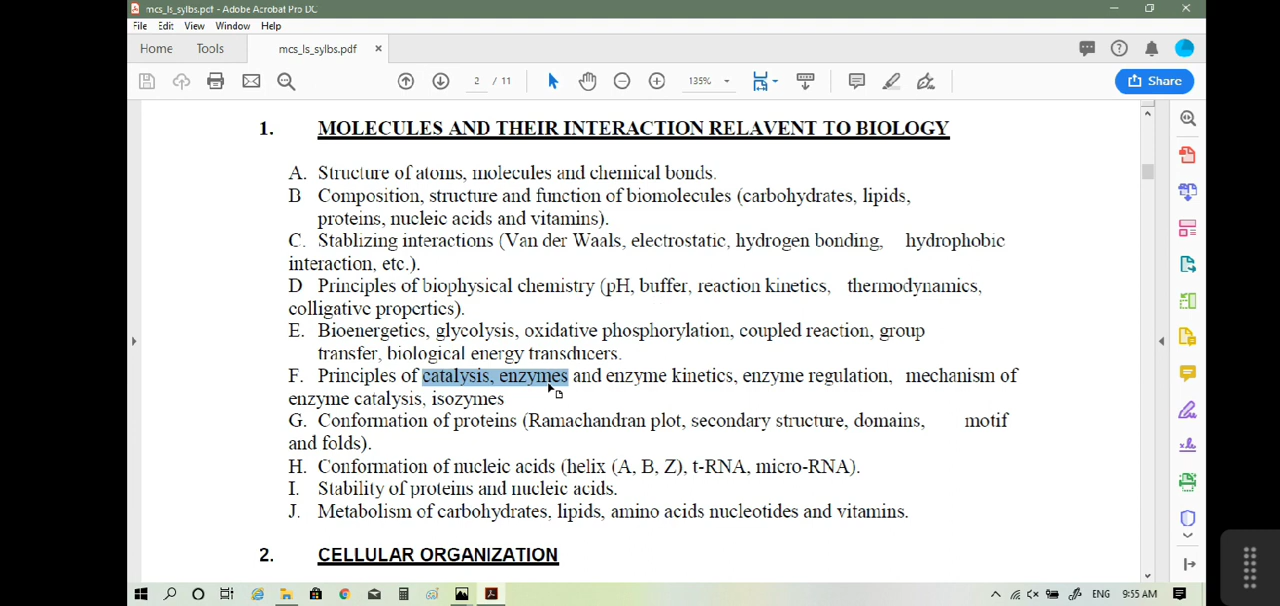 mcs_ls_sylbs.pdf - Adobe Acrobat Pro DC
File Edit View Window Help
Home Tools mcs_ls_sylbs.pdf ×
2 / 11 135% Share
1. MOLECULES AND THEIR INTERACTION RELAVENT TO BIOLOGY
A. Structure of atoms, molecules and chemical bonds.
B Composition, structure and function of biomolecules (carbohydrates, lipids,
proteins, nucleic acids and vitamins).
C. Stablizing interactions (Van der Waals, electrostatic, hydrogen bonding, hydrophobic
interaction, etc.).
D Principles of biophysical chemistry (pH, buffer, reaction kinetics, thermodynamics,
colligative properties).
E. Bioenergetics, glycolysis, oxidative phosphorylation, coupled reaction, group
transfer, biological energy transducers.
F. Principles of catalysis, enzymes and enzyme kinetics, enzyme regulation, mechanism of
enzyme catalysis, isozymes
G. Conformation of proteins (Ramachandran plot, secondary structure, domains, motif
and folds).
H. Conformation of nucleic acids (helix (A, B, Z), t-RNA, micro-RNA).
I. Stability of proteins and nucleic acids.
J. Metabolism of carbohydrates, lipids, amino acids nucleotides and vitamins.
2. CELLULAR ORGANIZATION
ENG 9:55 AM